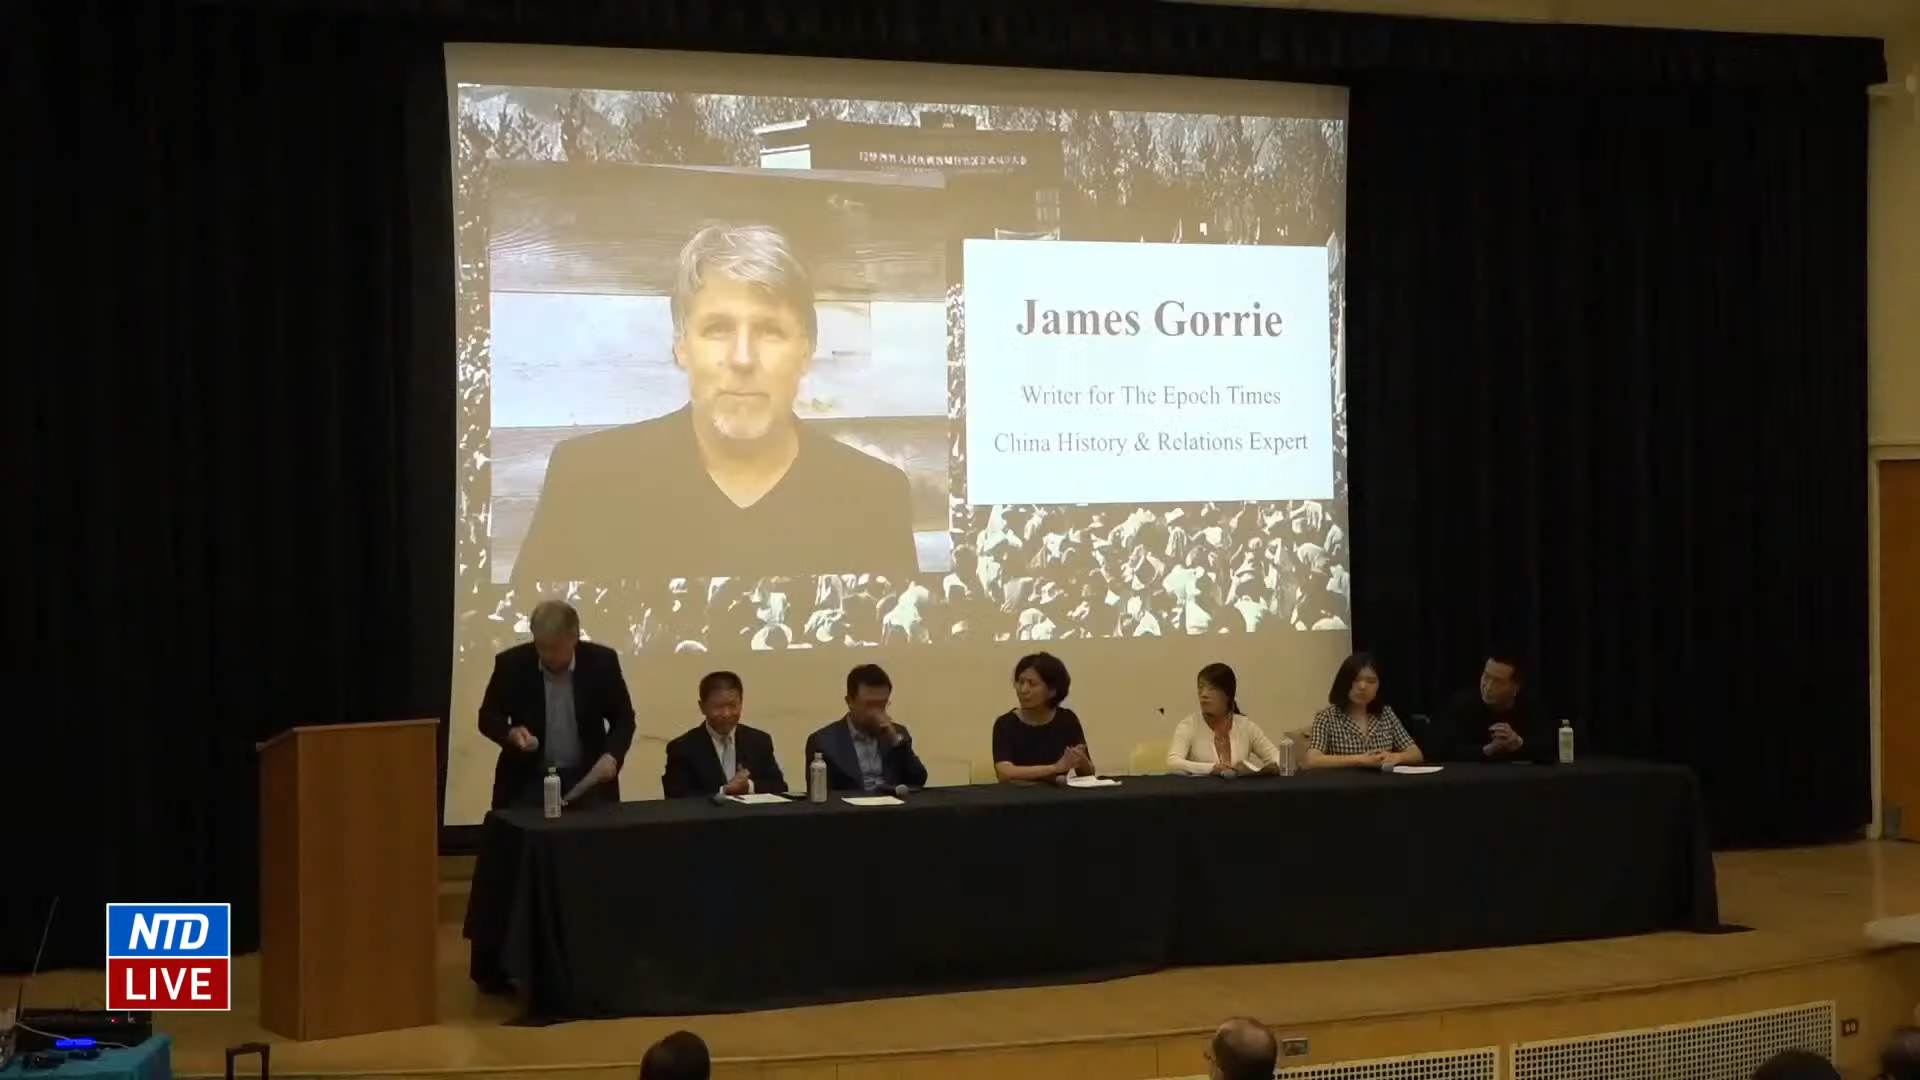 James Gorrie
Writer for The Epoch Times
China History & Relations Expert
NTD
LIVE